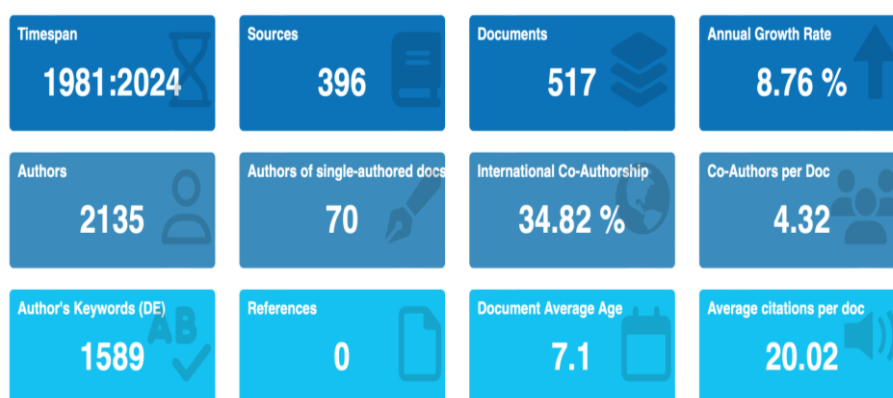 Timespan
1981:2024
Sources
396
Documents
517
Annual Growth Rate
8.76 %
Authors
2135
Authors of single-authored docs
70
International Co-Authorship
34.82 %
Co-Authors per Doc
4.32
Author's Keywords (DE)
1589
AB
References
0
Document Average Age
7.1
Average citations per doc
20.02